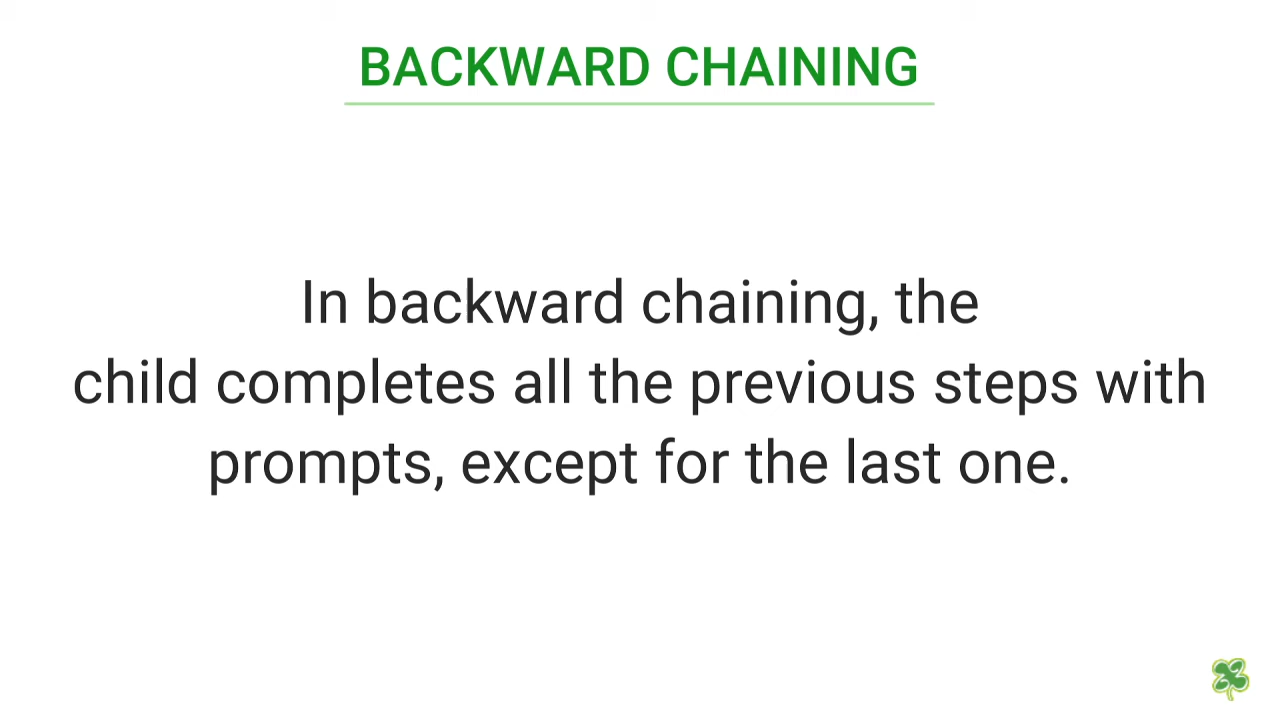 BACKWARD CHAINING
In backward chaining, the
child completes all the previous steps with
prompts, except for the last one.